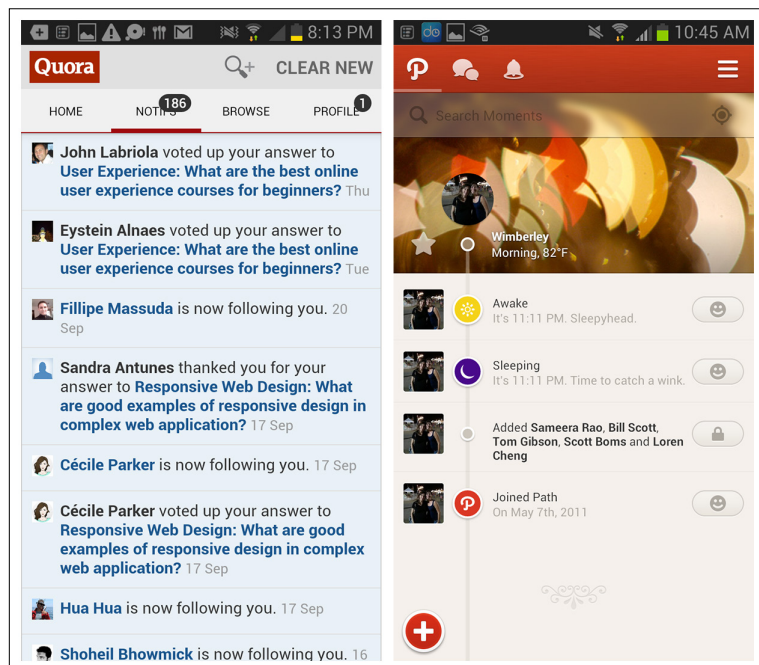 8:13 PM
Quora
CLEAR NEW
HOME
NOTIFS
186
BROWSE
PROFILE
1
John Labriola voted up your answer to
User Experience: What are the best online
user experience courses for beginners? Thu
Eystein Alnaes voted up your answer to
User Experience: What are the best online
user experience courses for beginners? Tue
Fillipe Massuda is now following you. 20
Sep
Sandra Antunes thanked you for your
answer to Responsive Web Design: What
are good examples of responsive design in
complex web application? 17 Sep
Cécile Parker is now following you. 17 Sep
Cécile Parker voted up your answer to
Responsive Web Design: What are good
examples of responsive design in complex
web application? 17 Sep
Hua Hua is now following you. 17 Sep
Shoheil Bhowmick is now following you. 16
do
10:45 AM
Search Moments
Wimberley
Morning, 82°F
Awake
It's 11:11 PM. Sleepyhead.
Sleeping
It's 11:11 PM. Time to catch a wink.
Added Sameera Rao, Bill Scott,
Tom Gibson, Scott Boms and Loren
Cheng
Joined Path
On May 7th, 2011